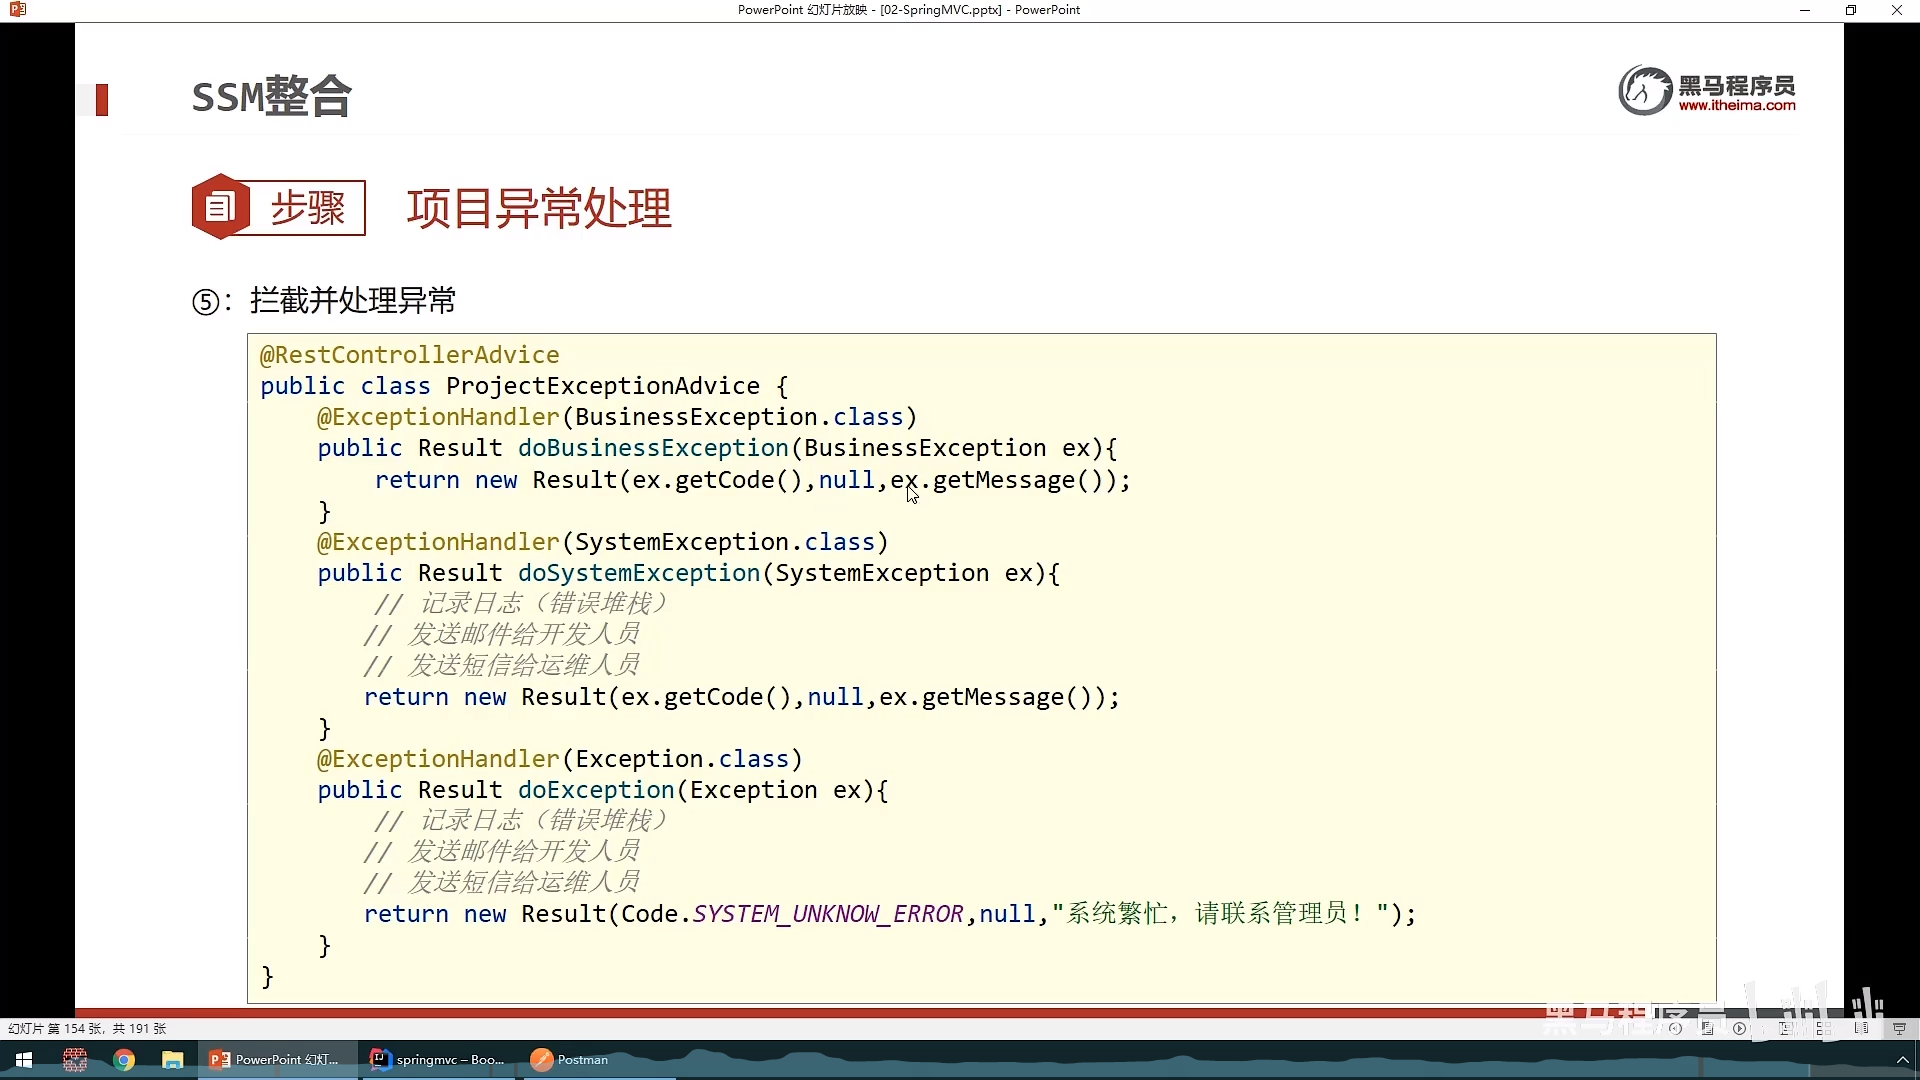 PowerPoint 幻灯片放映 - [02-SpringMVC.pptx] - PowerPoint
SSM整合
黑马程序员
www.itheima.com
步骤
项目异常处理
⑤：拦截并处理异常
@RestControllerAdvice
public class ProjectExceptionAdvice {
@ExceptionHandler(BusinessException.class)
public Result doBusinessException(BusinessException ex){
return new Result(ex.getCode(),null,ex.getMessage());
}
@ExceptionHandler(SystemException.class)
public Result doSystemException(SystemException ex){
// 记录日志（错误堆栈）
// 发送邮件给开发人员
// 发送短信给运维人员
return new Result(ex.getCode(),null,ex.getMessage());
}
@ExceptionHandler(Exception.class)
public Result doException(Exception ex){
// 记录日志（错误堆栈）
// 发送邮件给开发人员
// 发送短信给运维人员
return new Result(Code.SYSTEM_UNKNOW_ERROR,null,"系统繁忙，请联系管理员！");
}
}
黑马程序员
幻灯片 第 154 张，共 191 张
PowerPoint 幻灯...
springmvc – Boo...
Postman